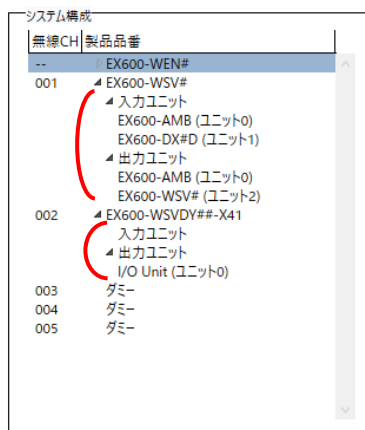 システム構成
無線CH 製品品番
-- EX600-WEN#
001 EX600-WSV#
入力ユニット
EX600-AMB (ユニット0)
EX600-DX#D (ユニット1)
出力ユニット
EX600-AMB (ユニット0)
EX600-WSV# (ユニット2)
002 EX600-WSVDY##-X41
入力ユニット
出力ユニット
I/O Unit (ユニット0)
003 ダミー
004 ダミー
005 ダミー